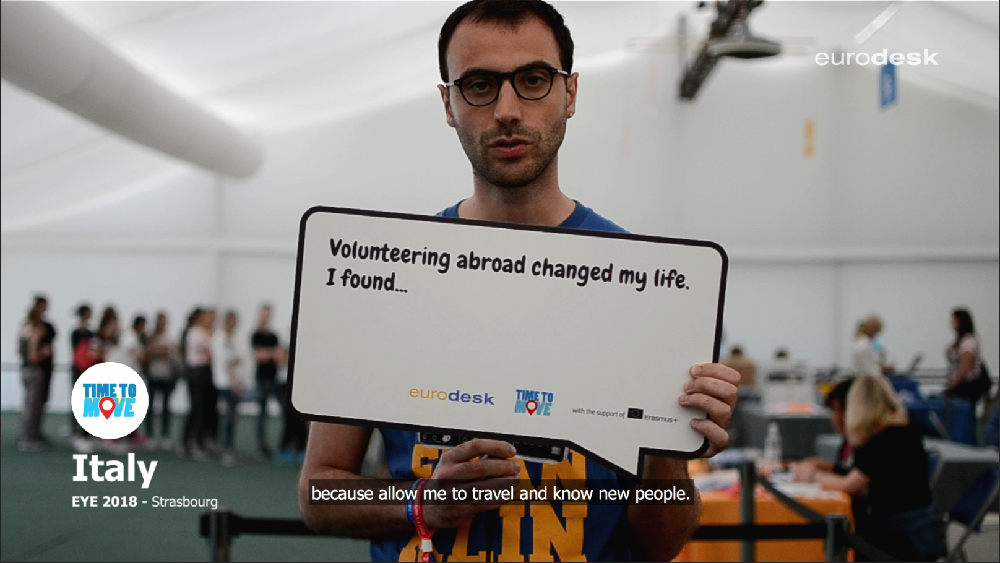 eurodesk
Volunteering abroad changed my life.
I found...
eurodesk
TIME TO
MOVE
with the support of
Erasmus+
TIME TO
MOVE
Italy
EYE 2018 - Strasbourg
because allow me to travel and know new people.